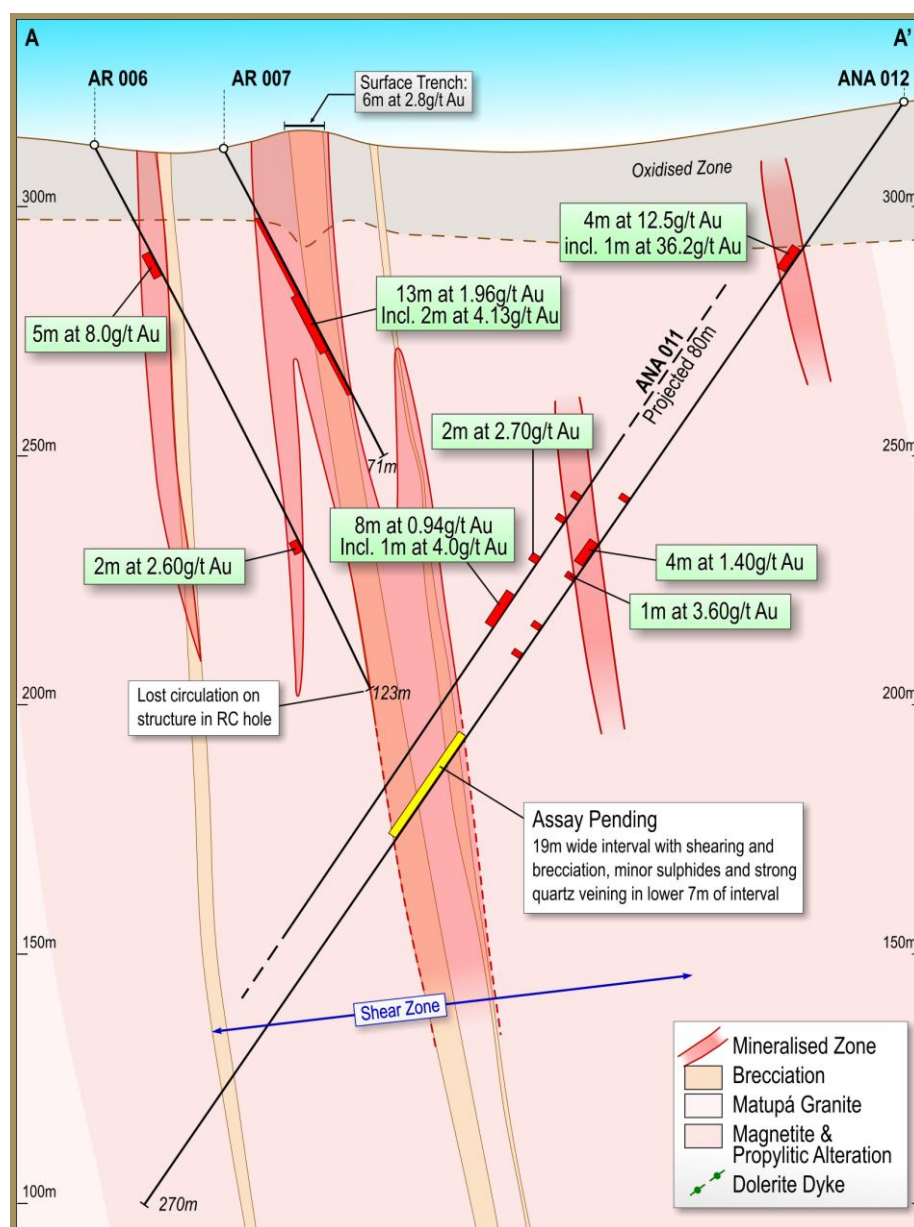 A
A'
AR 006
AR 007
Surface Trench:
6m at 2.8g/t Au
ANA 012
Oxidised Zone
300m
300m
4m at 12.5g/t Au
incl. 1m at 36.2g/t Au
5m at 8.0g/t Au
13m at 1.96g/t Au
Incl. 2m at 4.13g/t Au
ANA 011
Projected 80m
250m
250m
71m
2m at 2.70g/t Au
8m at 0.94g/t Au
Incl. 1m at 4.0g/t Au
2m at 2.60g/t Au
4m at 1.40g/t Au
1m at 3.60g/t Au
Lost circulation on
structure in RC hole
123m
200m
200m
Assay Pending
19m wide interval with shearing and
brecciation, minor sulphides and strong
quartz veining in lower 7m of interval
150m
150m
Shear Zone
Mineralised Zone
Brecciation
Matupá Granite
Magnetite &
Propylitic Alteration
Dolerite Dyke
100m
100m
270m